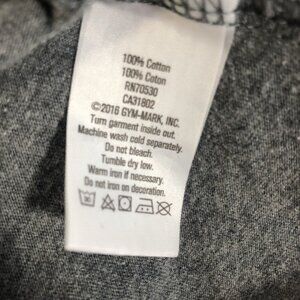 100% Cotton
100% Coton
RN70530
CA31802
©2016 GYM-MARK, INC.
Turn garment inside out.
Machine wash cold separately.
Do not bleach.
Tumble dry low.
Warm iron if necessary.
Do not iron on decoration.